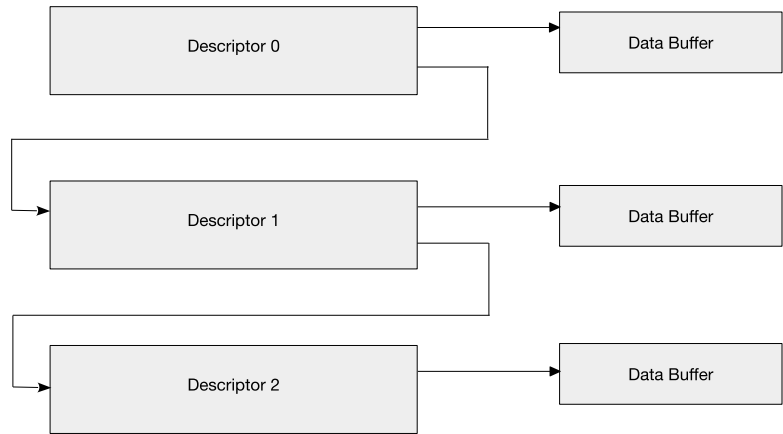 Descriptor 0
Data Buffer
Descriptor 1
Data Buffer
Descriptor 2
Data Buffer